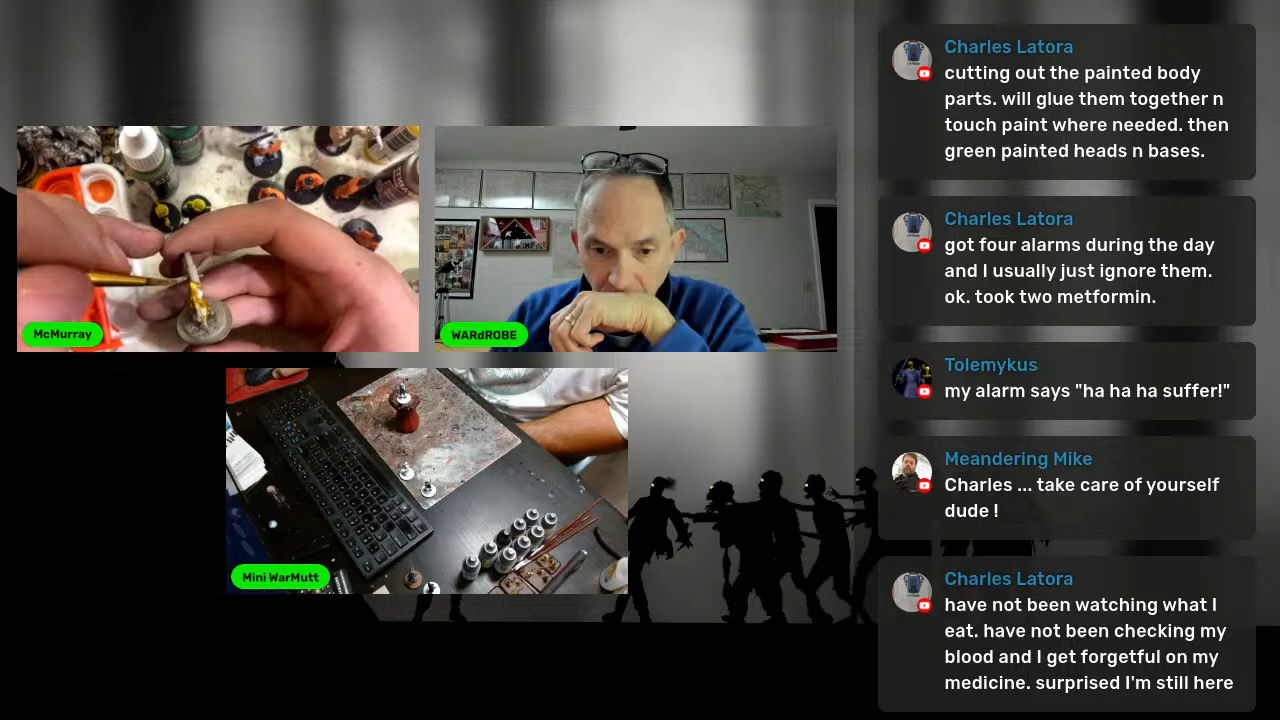 McMurray
WARdROBE
Mini WarMutt
Charles Latora
cutting out the painted body
parts. will glue them together n
touch paint where needed. then
green painted heads n bases.
Charles Latora
got four alarms during the day
and I usually just ignore them.
ok. took two metformin.
Tolemykus
my alarm says "ha ha ha suffer!"
Meandering Mike
Charles ... take care of yourself
dude !
Charles Latora
have not been watching what I
eat. have not been checking my
blood and I get forgetful on my
medicine. surprised I'm still here